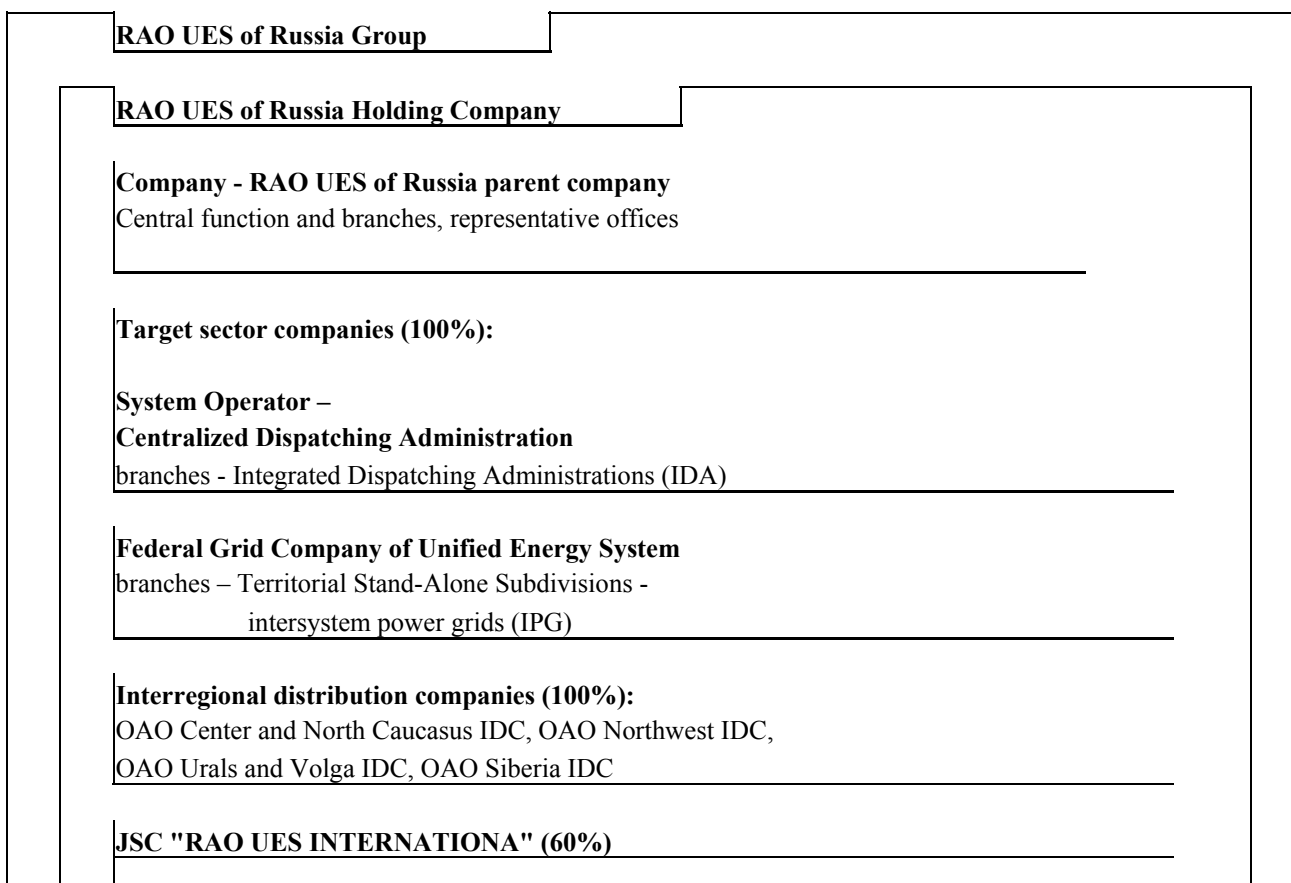 RAO UES of Russia Group
RAO UES of Russia Holding Company
Company - RAO UES of Russia parent company
Central function and branches, representative offices
Target sector companies (100%):
System Operator –
Centralized Dispatching Administration
branches - Integrated Dispatching Administrations (IDA)
Federal Grid Company of Unified Energy System
branches – Territorial Stand-Alone Subdivisions -
intersystem power grids (IPG)
Interregional distribution companies (100%):
OAO Center and North Caucasus IDC, OAO Northwest IDC,
OAO Urals and Volga IDC, OAO Siberia IDC
JSC "RAO UES INTERNATIONA" (60%)